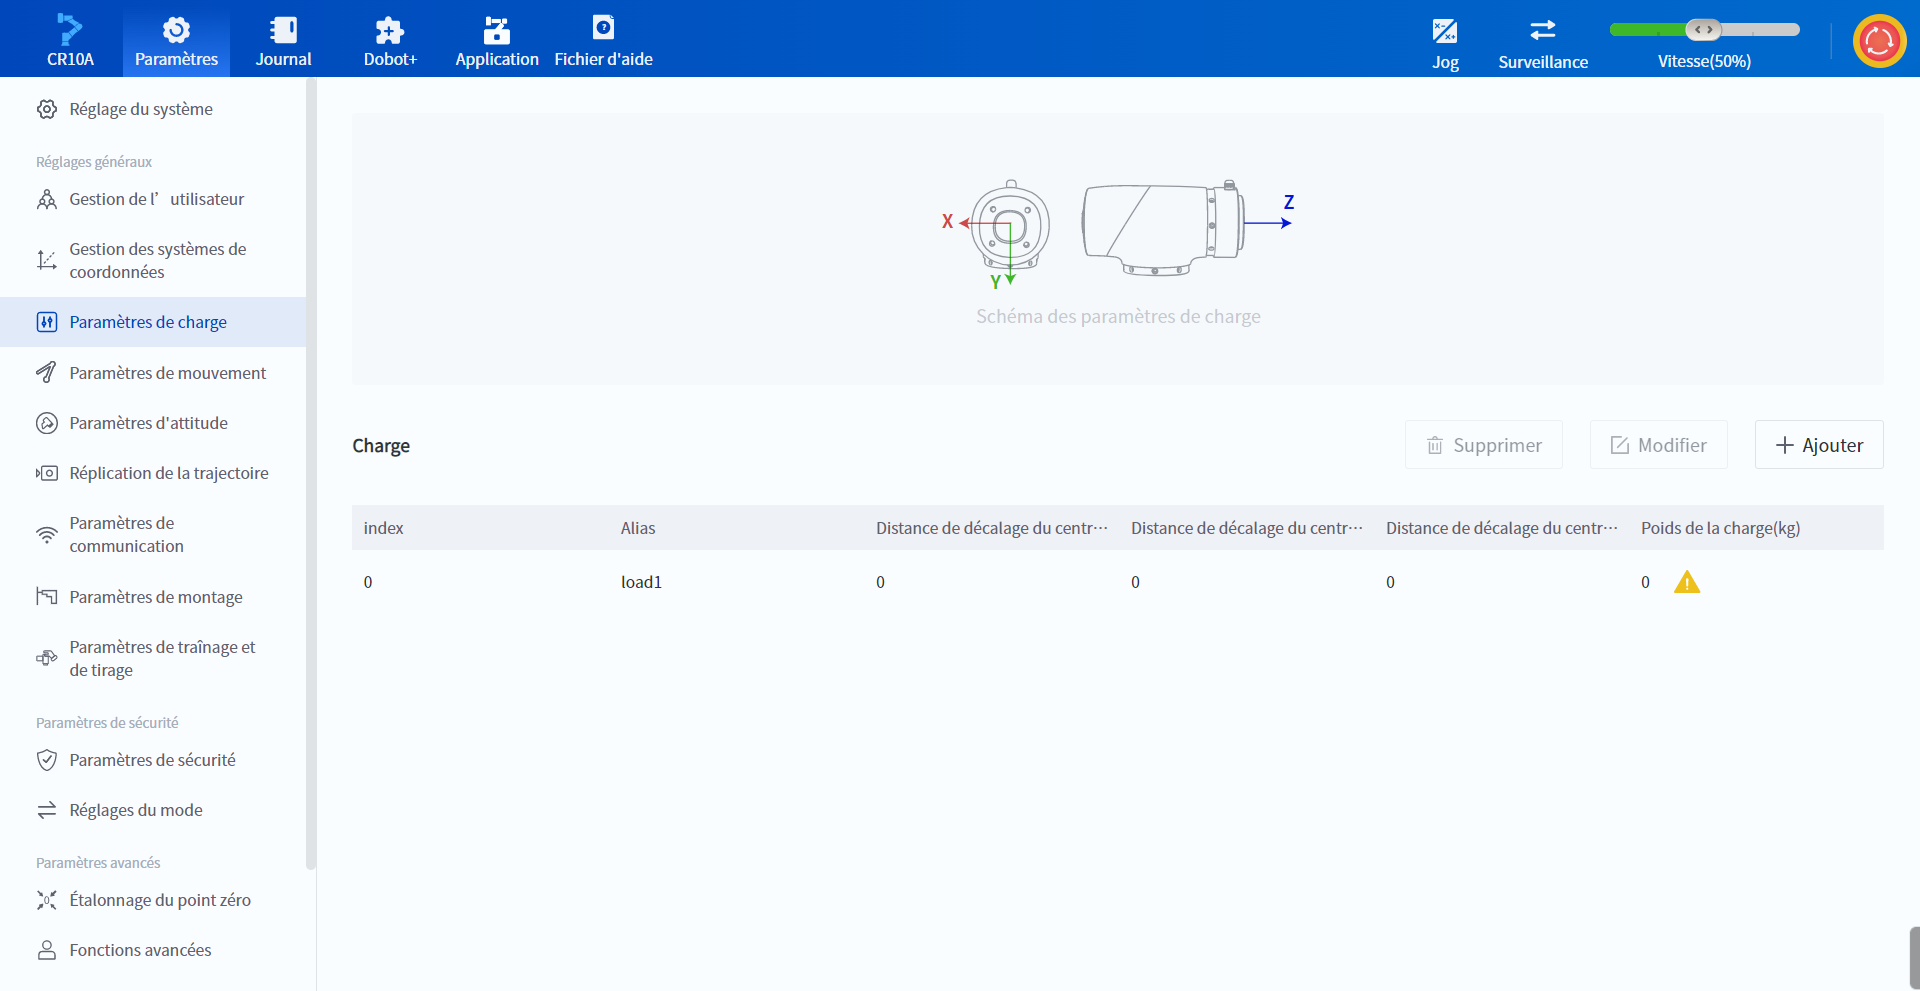 CR10A
Paramètres
Journal
Dobot+
Application
Fichier d'aide
Jog
Surveillance
Vitesse(50%)
Réglage du système
Réglages généraux
Gestion de l’utilisateur
Gestion des systèmes de
coordonnées
Paramètres de charge
Paramètres de mouvement
Paramètres d'attitude
Réplication de la trajectoire
Paramètres de
communication
Paramètres de montage
Paramètres de traînage et
de tirage
Paramètres de sécurité
Paramètres de sécurité
Réglages du mode
Paramètres avancés
Étalonnage du point zéro
Fonctions avancées
X
Y
Z
Schéma des paramètres de charge
Charge
Supprimer
Modifier
Ajouter
index Alias Distance de décalage du centr··· Distance de décalage du centr··· Distance de décalage du centr··· Poids de la charge(kg)
0 load1 0 0 0 0